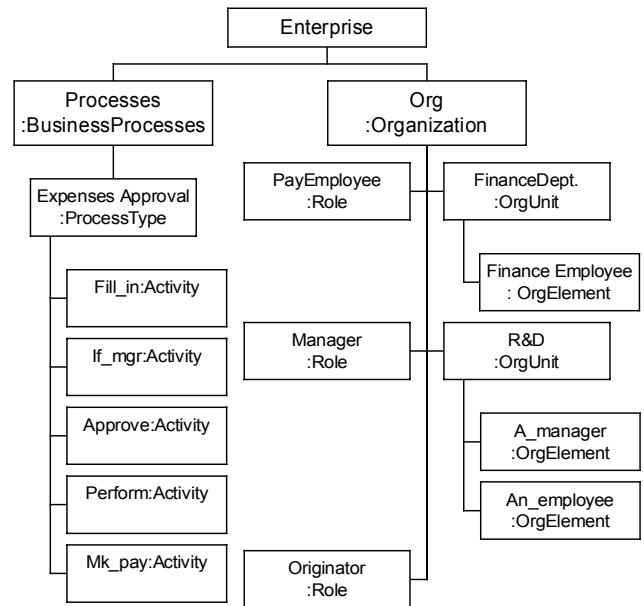 Enterprise
Processes
:BusinessProcesses
Org
:Organization
Expenses Approval
:ProcessType
PayEmployee
:Role
FinanceDept.
:OrgUnit
Fill_in:Activity
Finance Employee
: OrgElement
If_mgr:Activity
Manager
:Role
R&D
:OrgUnit
Approve:Activity
A_manager
:OrgElement
Perform:Activity
An_employee
:OrgElement
Mk_pay:Activity
Originator
:Role